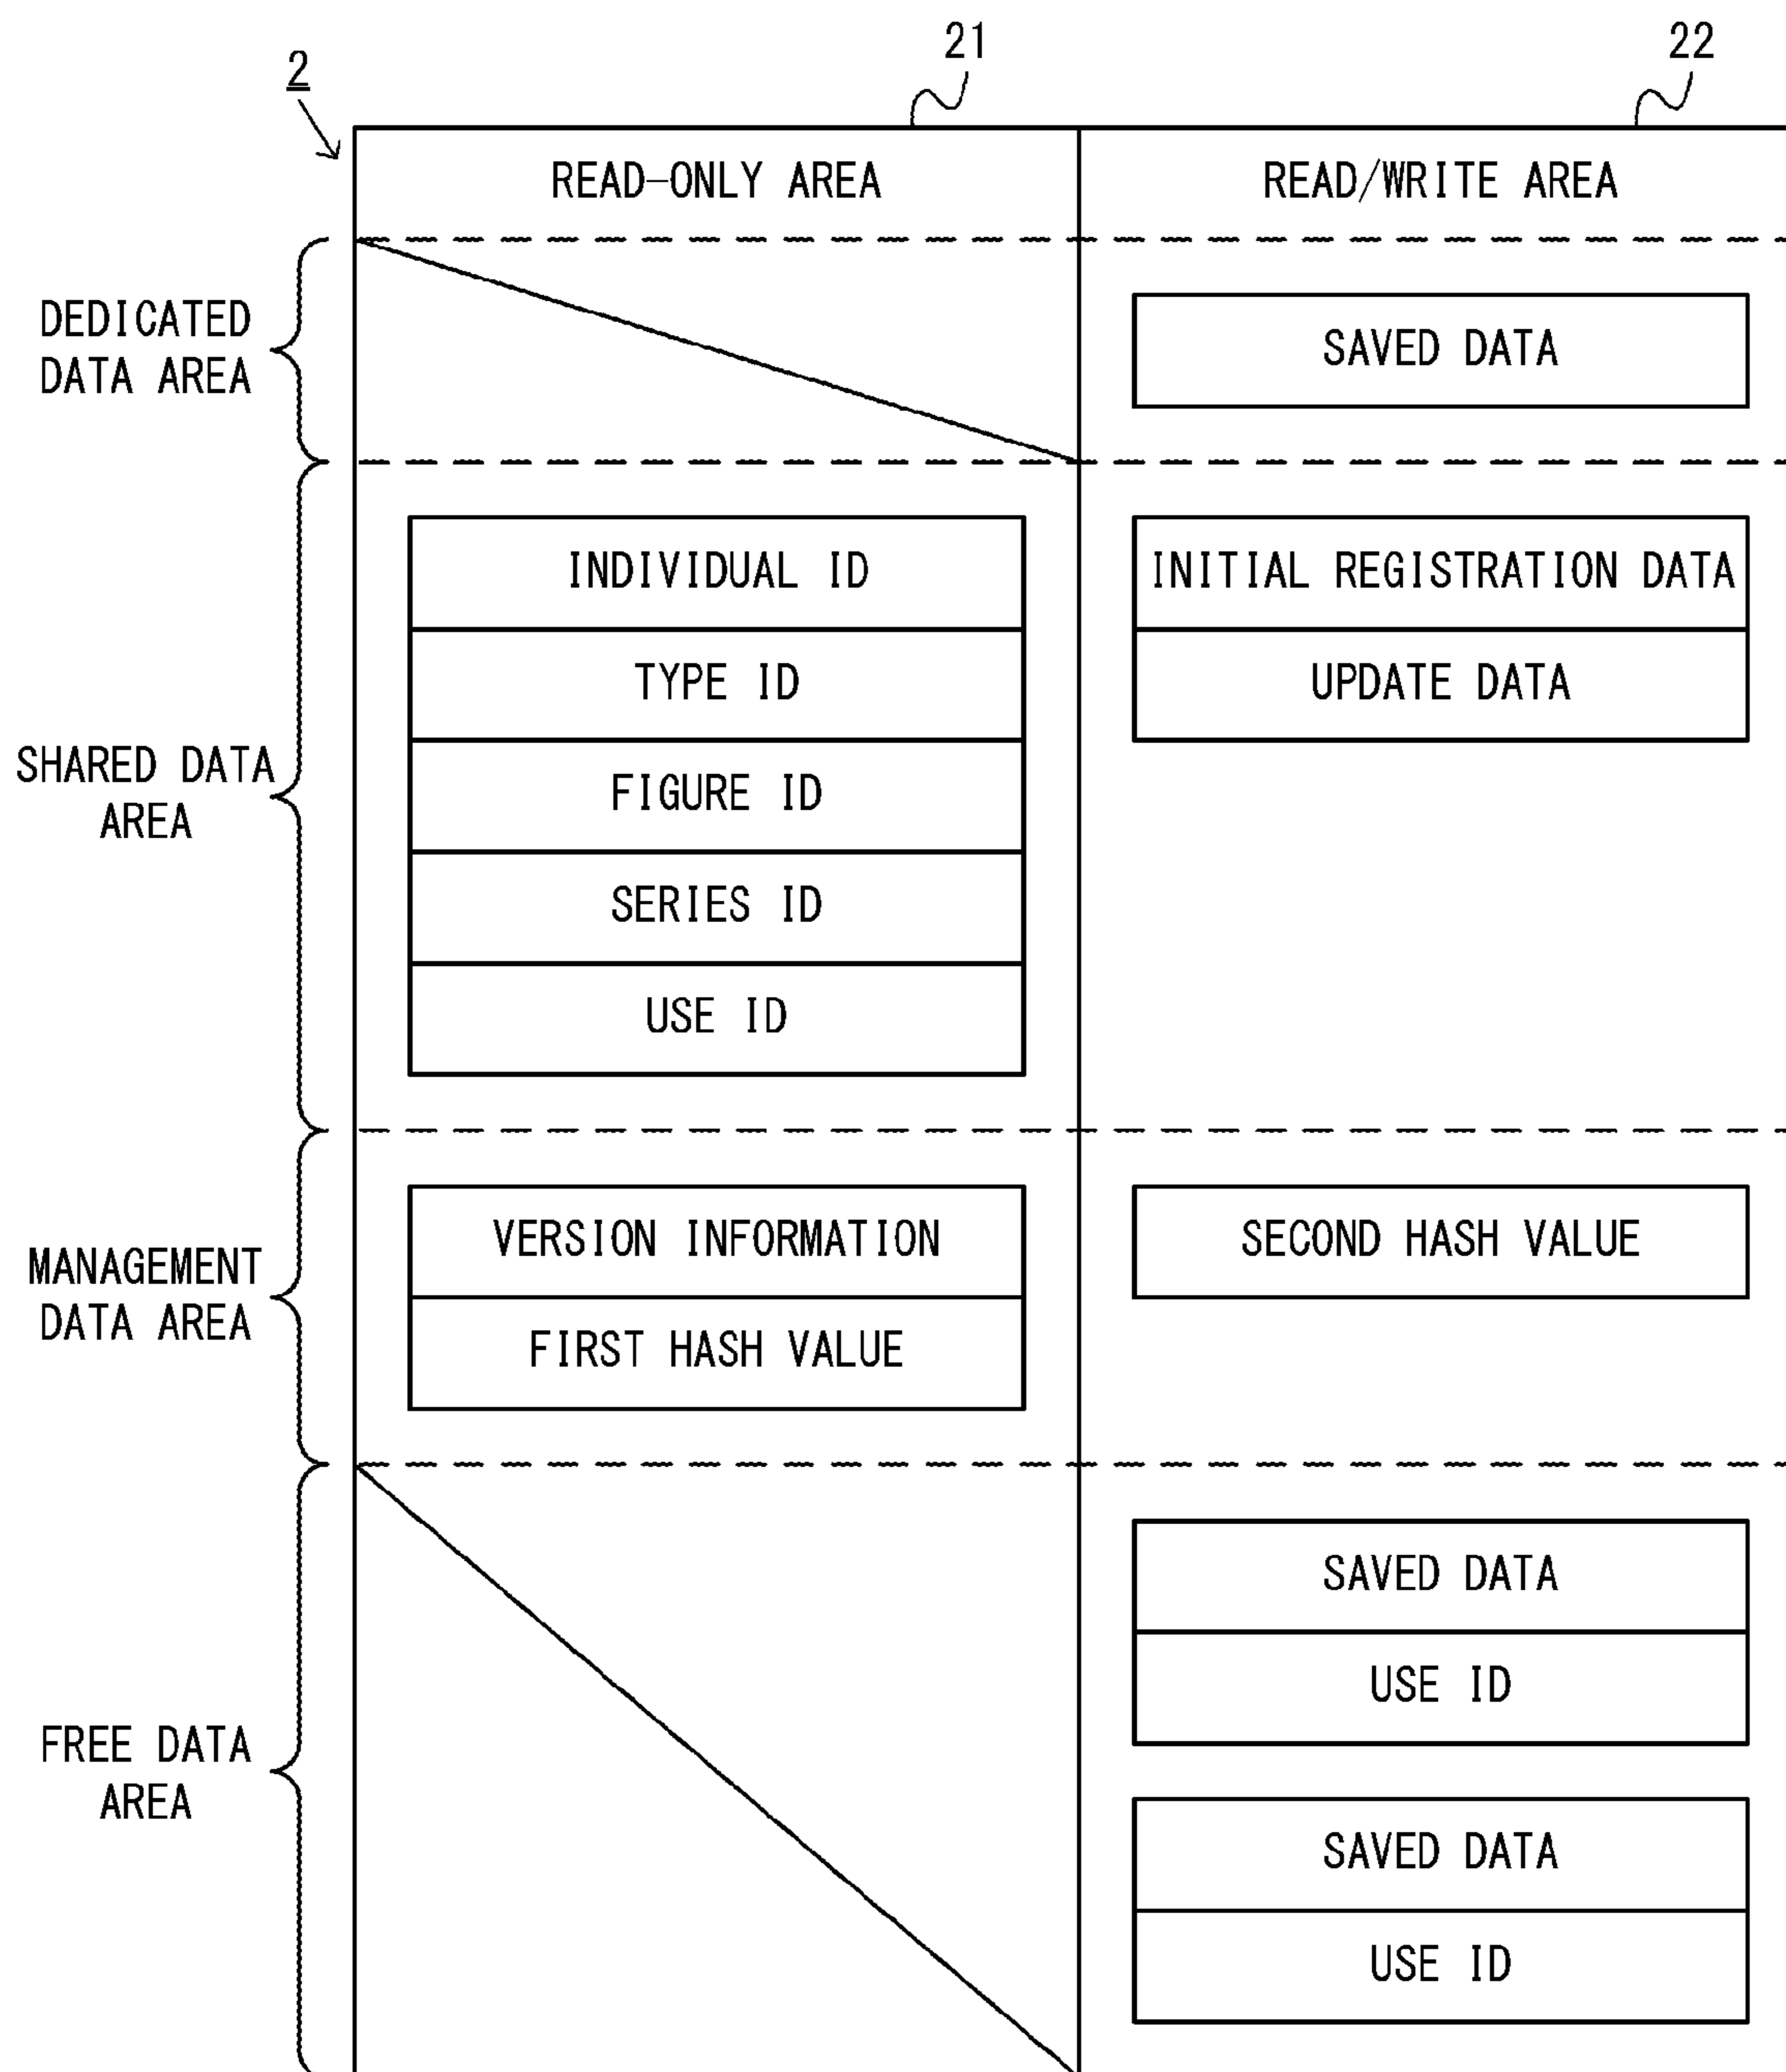 21
22
2
READ-ONLY AREA
READ/WRITE AREA
DEDICATED
DATA AREA
SAVED DATA
SHARED DATA
AREA
INDIVIDUAL ID
TYPE ID
FIGURE ID
SERIES ID
USE ID
INITIAL REGISTRATION DATA
UPDATE DATA
MANAGEMENT
DATA AREA
VERSION INFORMATION
FIRST HASH VALUE
SECOND HASH VALUE
FREE DATA
AREA
SAVED DATA
USE ID
SAVED DATA
USE ID